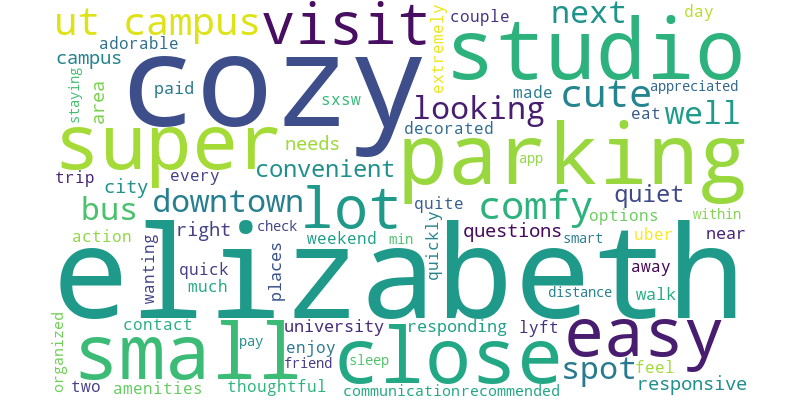 ut campus visit couple next day
adorable extremely studio
campus cozy
staying area paid sxsw looking made cute appreciated
super needs decorated eat well
convenient parking app
trip city every
bus downtown lot quite comfy quiet options within
action right check weekend min quickly questions smart uber near
wanting quick much places elizabeth away
distance walk
contact university responding lyft easy
organized small pay enjoy friend close sleep spot feel
two amenities thoughtful communication recommended responsive